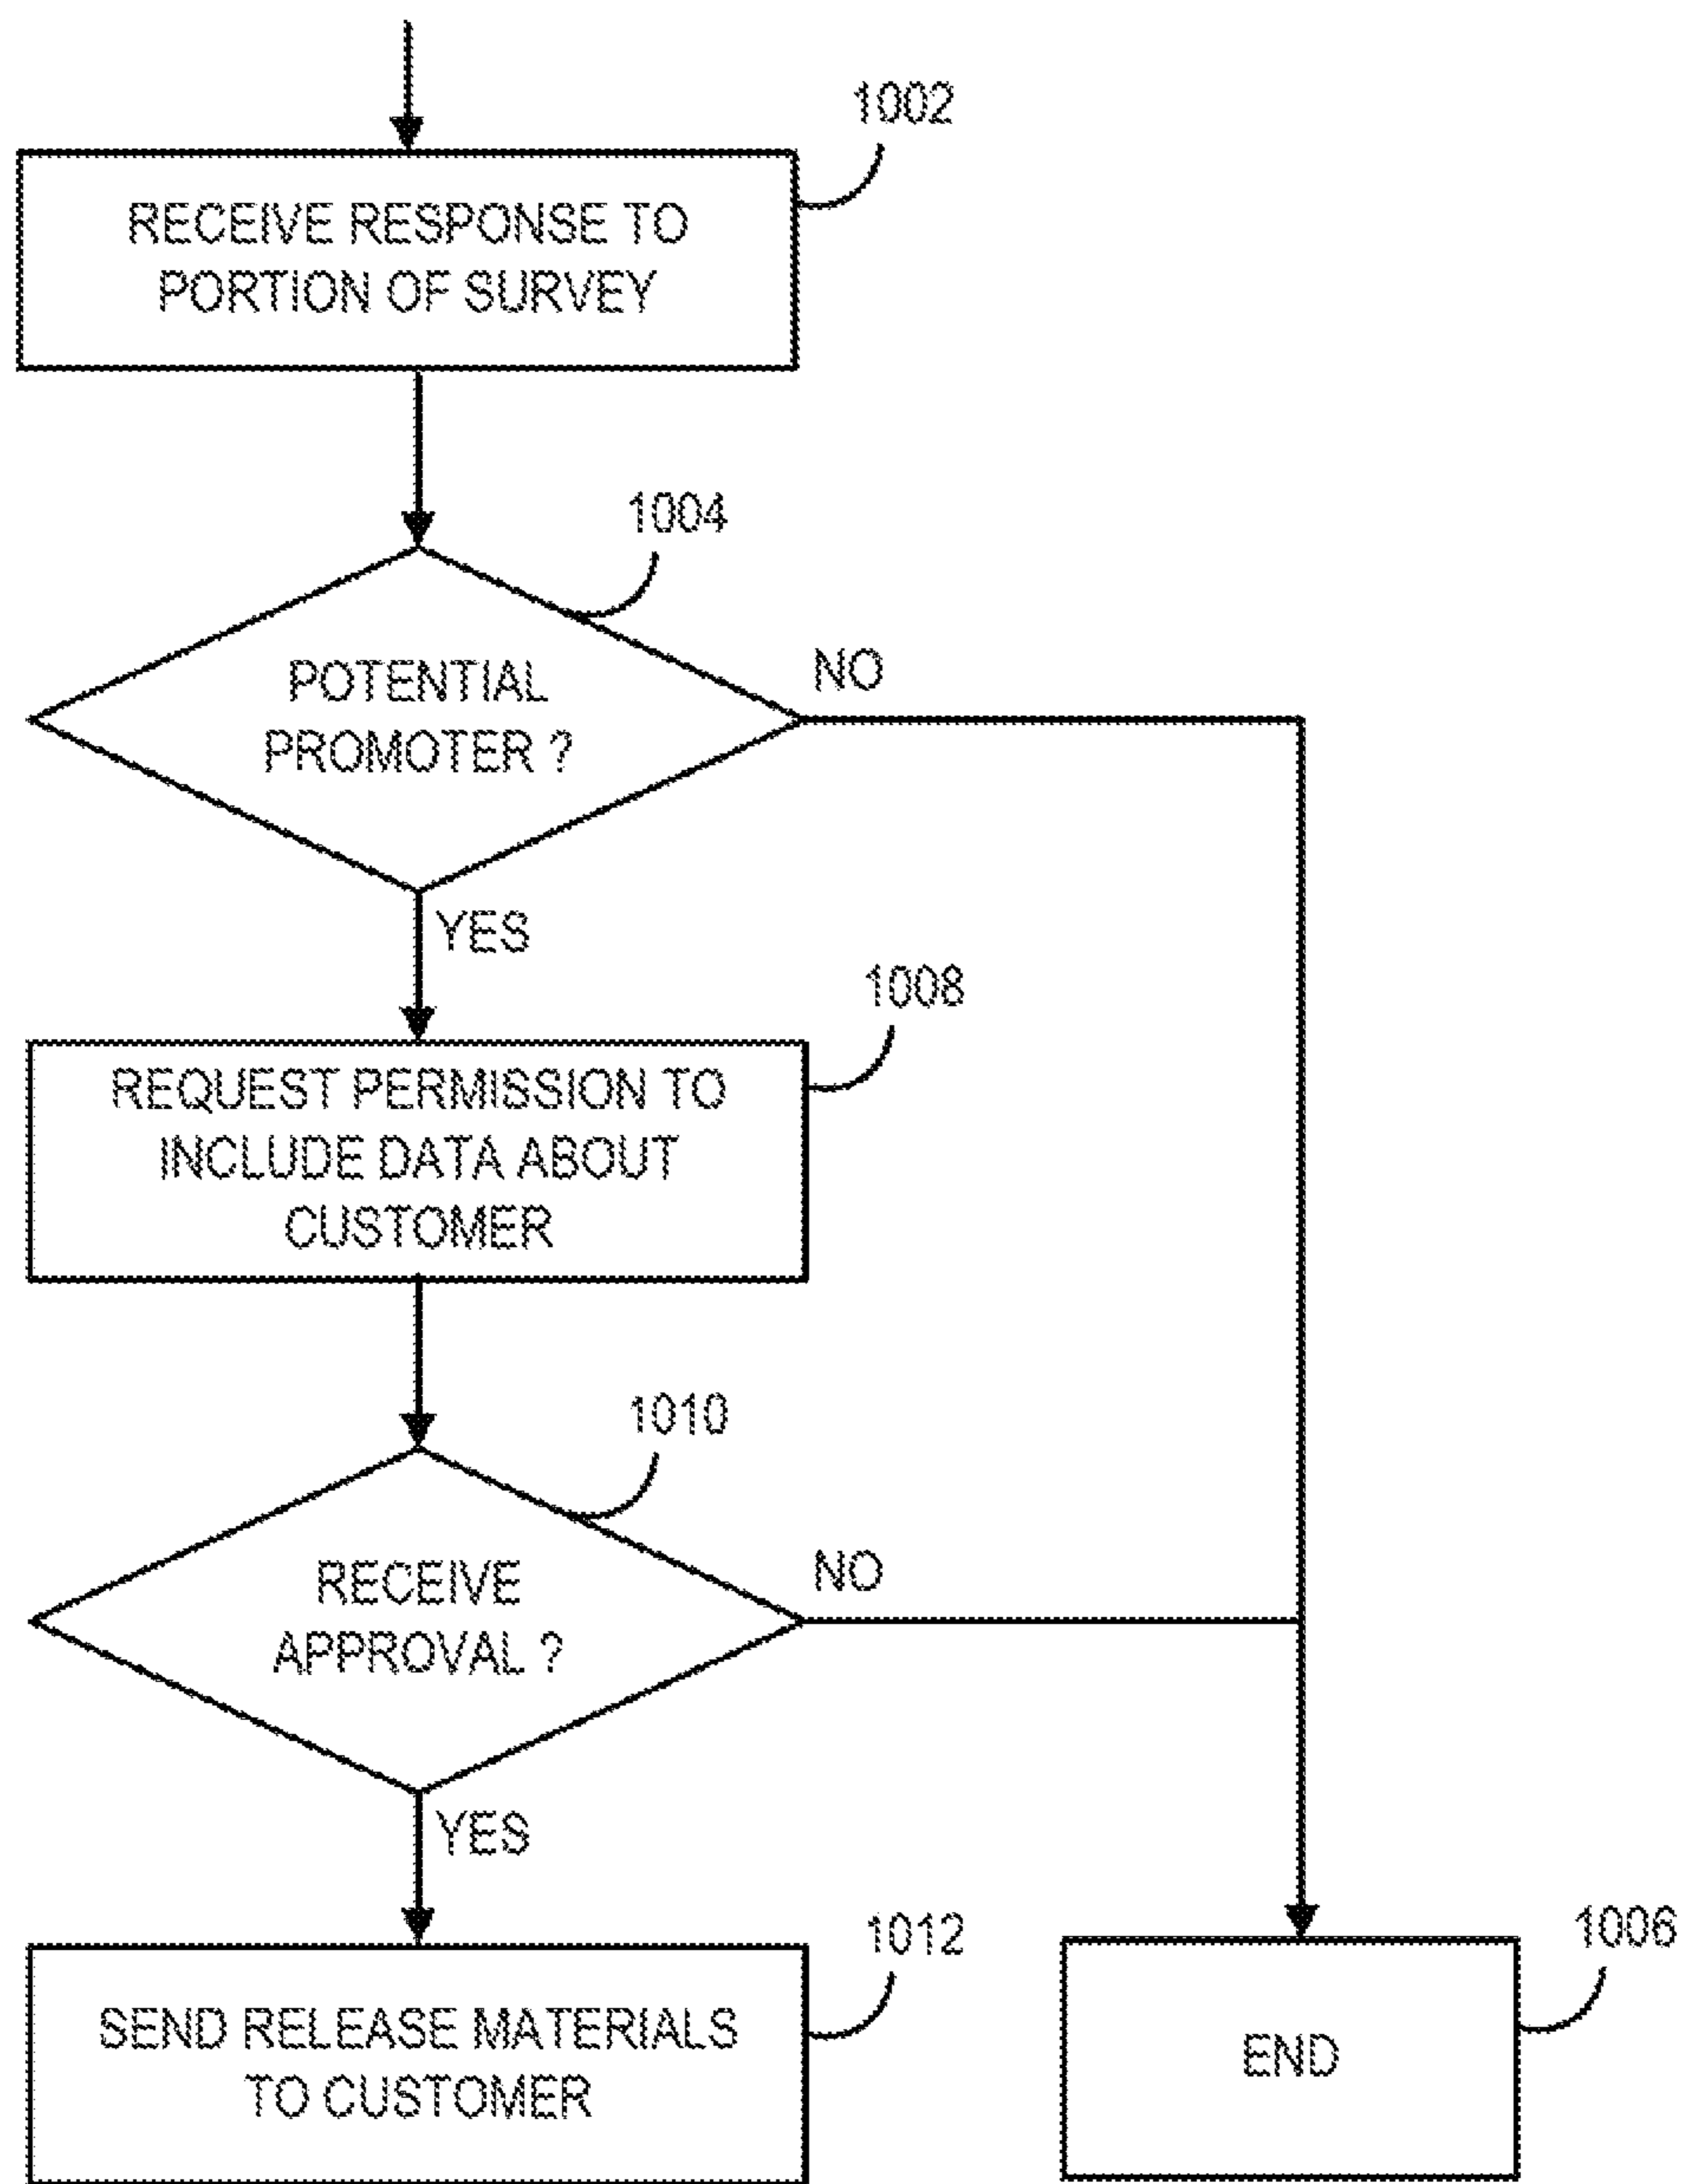 1002
RECEIVE RESPONSE TO
PORTION OF SURVEY
1004
POTENTIAL
PROMOTER ?
NO
YES
1008
REQUEST PERMISSION TO
INCLUDE DATA ABOUT
CUSTOMER
1010
RECEIVE
APPROVAL ?
NO
YES
1012
SEND RELEASE MATERIALS
TO CUSTOMER
1006
END